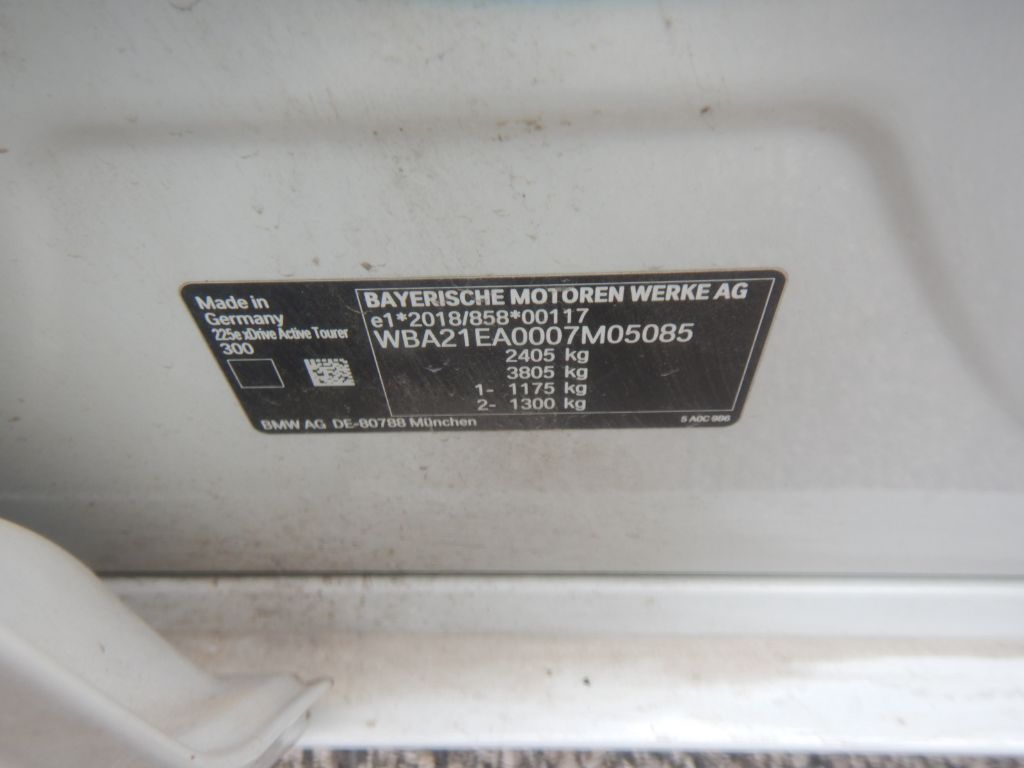 Made in
Germany
225e xDrive Active Tourer
300
BAYERISCHE MOTOREN WERKE AG
e1*2018/858*00117
WBA21EA0007M05085
2405 kg
3805 kg
1- 1175 kg
2- 1300 kg
BMW AG DE-80788 München
5 A0C 986